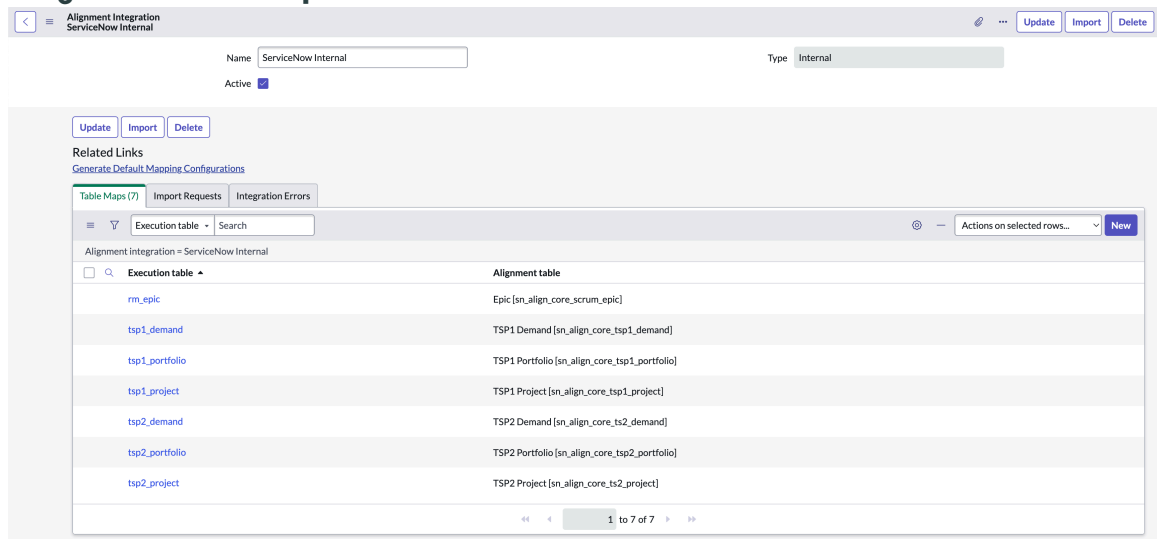 Alignment Integration
ServiceNow Internal
Update Import Delete
Name ServiceNow Internal
Type Internal
Active
Update Import Delete
Related Links
Generate Default Mapping Configurations
Table Maps (7) Import Requests Integration Errors
Execution table Search
Actions on selected rows... New
Alignment integration = ServiceNow Internal
Execution table Alignment table
rm_epic Epic [sn_align_core_scrum_epic]
tsp1_demand TSP1 Demand [sn_align_core_tsp1_demand]
tsp1_portfolio TSP1 Portfolio [sn_align_core_tsp1_portfolio]
tsp1_project TSP1 Project [sn_align_core_tsp1_project]
tsp2_demand TSP2 Demand [sn_align_core_ts2_demand]
tsp2_portfolio TSP2 Portfolio [sn_align_core_tsp2_portfolio]
tsp2_project TSP2 Project [sn_align_core_ts2_project]
1 to 7 of 7